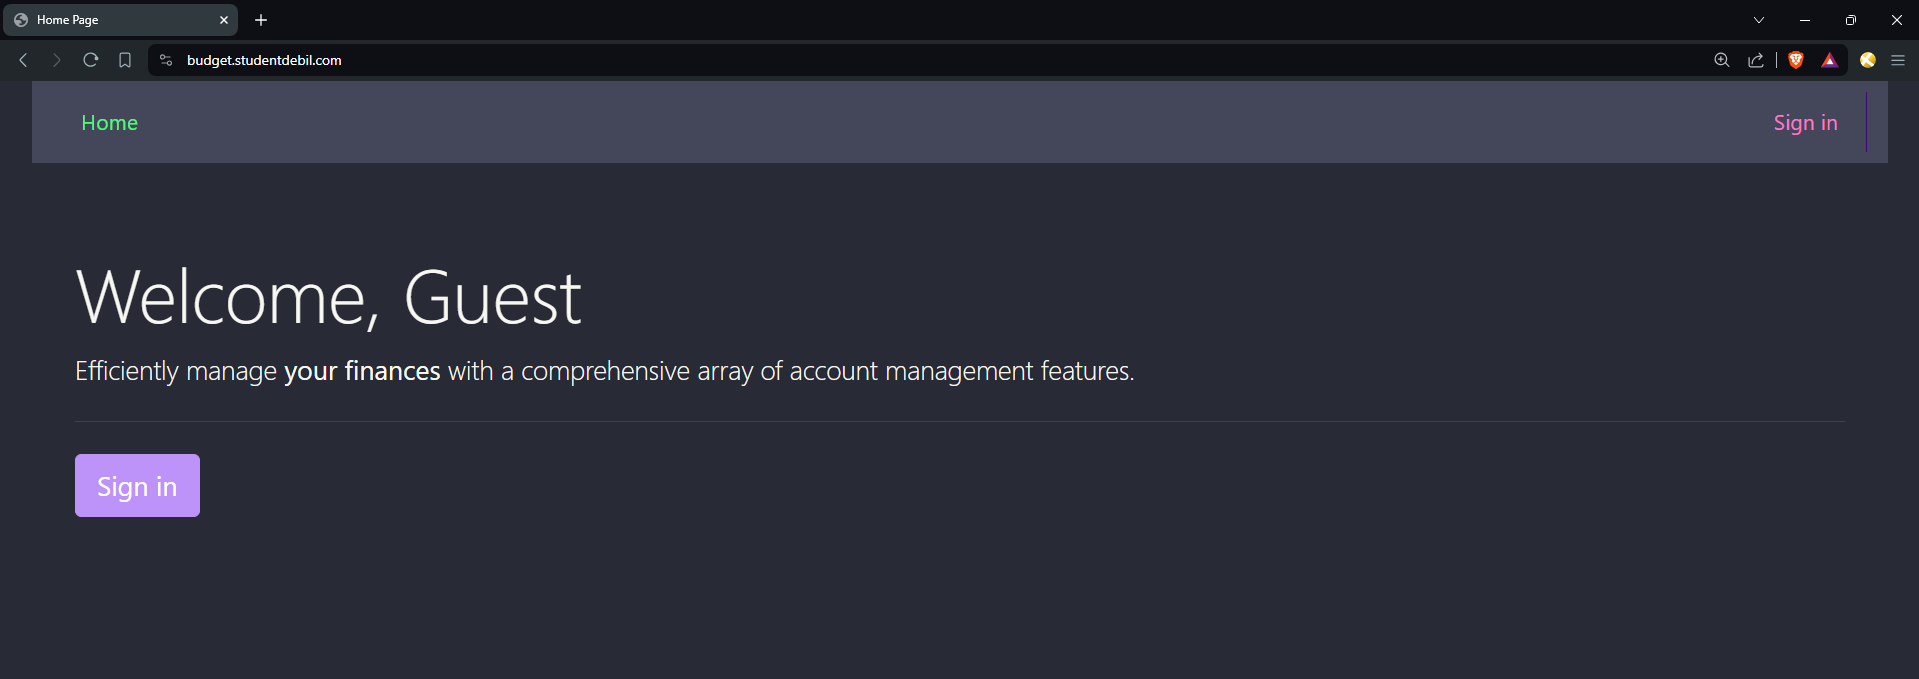 Home Page
budget.studentdebil.com
Home
Sign in
Welcome, Guest
Efficiently manage your finances with a comprehensive array of account management features.
Sign in